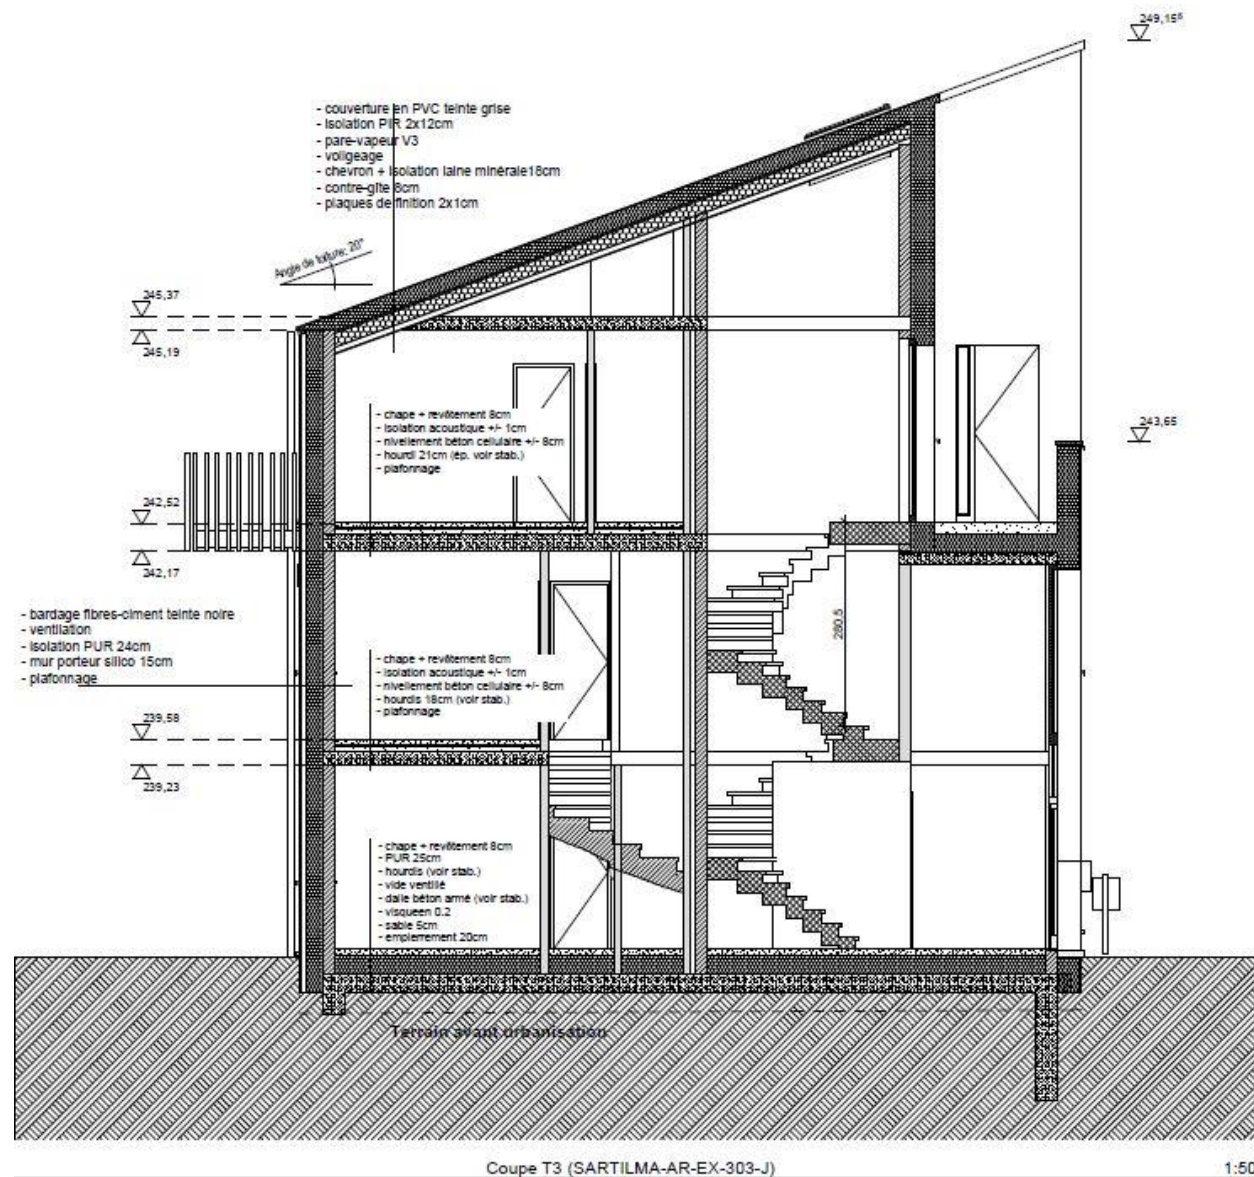 249,15⁵
- couverture en PVC teinte grise
- isolation PIR 2x12cm
- pare-vapeur V3
- voligeage
- chevron + isolation laine minérale18cm
- contre-gîte 8cm
- plaques de finition 2x1cm
Angle de toiture: 20°
245,37
245,19
243,65
- chape + revêtement 8cm
- isolation acoustique +/- 1cm
- nivellement béton cellulaire +/- 8cm
- hourdi 21cm (ép. voir stab.)
- plafonnage
242,52
242,17
- bardage fibres-ciment teinte noire
- ventilation
- isolation PUR 24cm
- mur porteur silico 15cm
- plafonnage
280,5
- chape + revêtement 8cm
- isolation acoustique +/- 1cm
- nivellement béton cellulaire +/- 8cm
- hourdis 18cm (voir stab.)
- plafonnage
239,58
239,23
- chape + revêtement 8cm
- PUR 25cm
- hourdis (voir stab.)
- vide ventilé
- dalle béton armé (voir stab.)
- visqueen 0.2
- sable 5cm
- empierrement 20cm
Terrain avant urbanisation
Coupe T3 (SARTILMA-AR-EX-303-J)
1:50